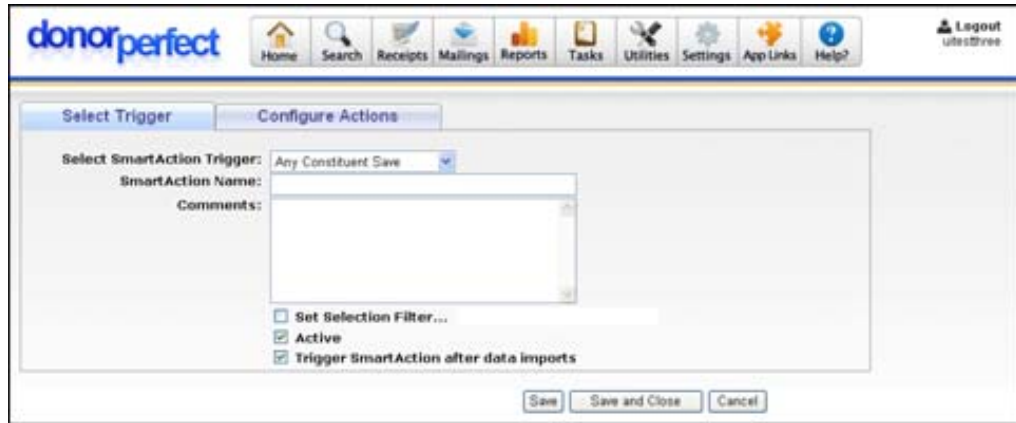 donorperfect
Home Search Receipts Mailings Reports Tasks Utilities Settings App Links Help?
Logout
uitestthree
Select Trigger Configure Actions
Select SmartAction Trigger: Any Constituent Save
SmartAction Name:
Comments:
Set Selection Filter...
Active
Trigger SmartAction after data imports
Save Save and Close Cancel